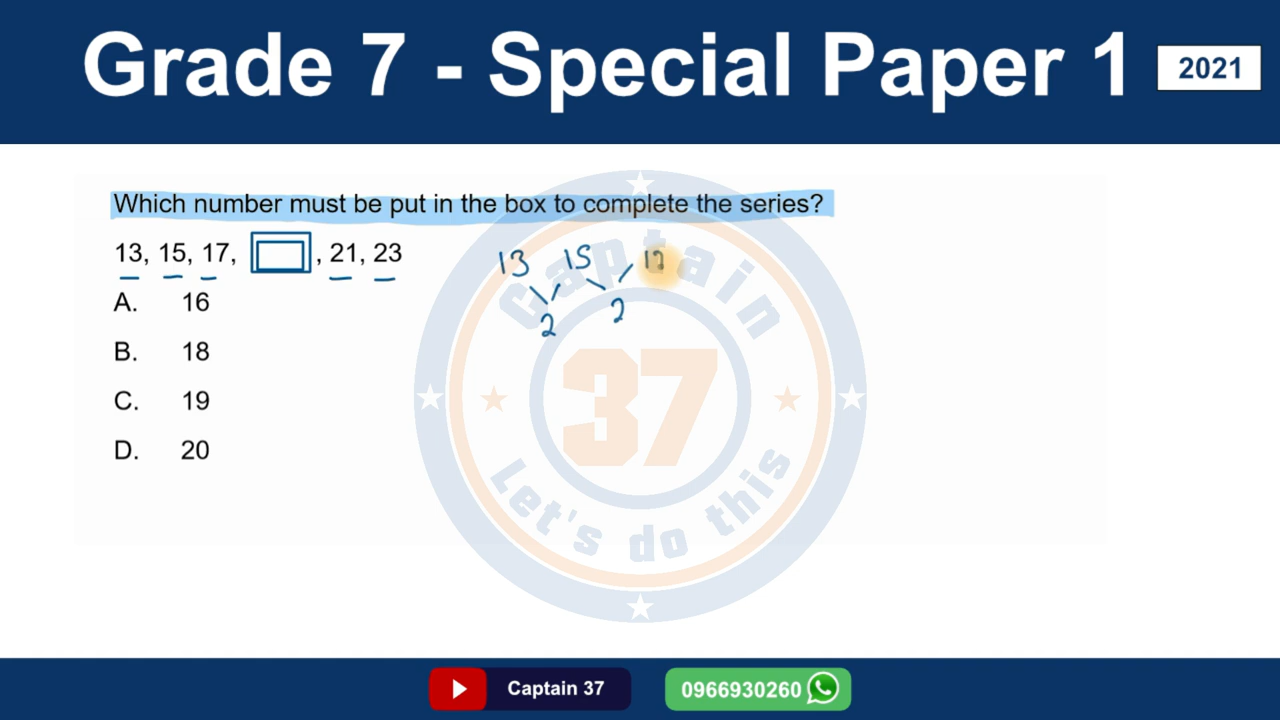 Grade 7 - Special Paper 1 2021
Which number must be put in the box to complete the series?
13, 15, 17, , 21, 23
13 15 17
2 2
A. 16
B. 18
C. 19
D. 20
Captain
37
Let's do this
Captain 37 0966930260